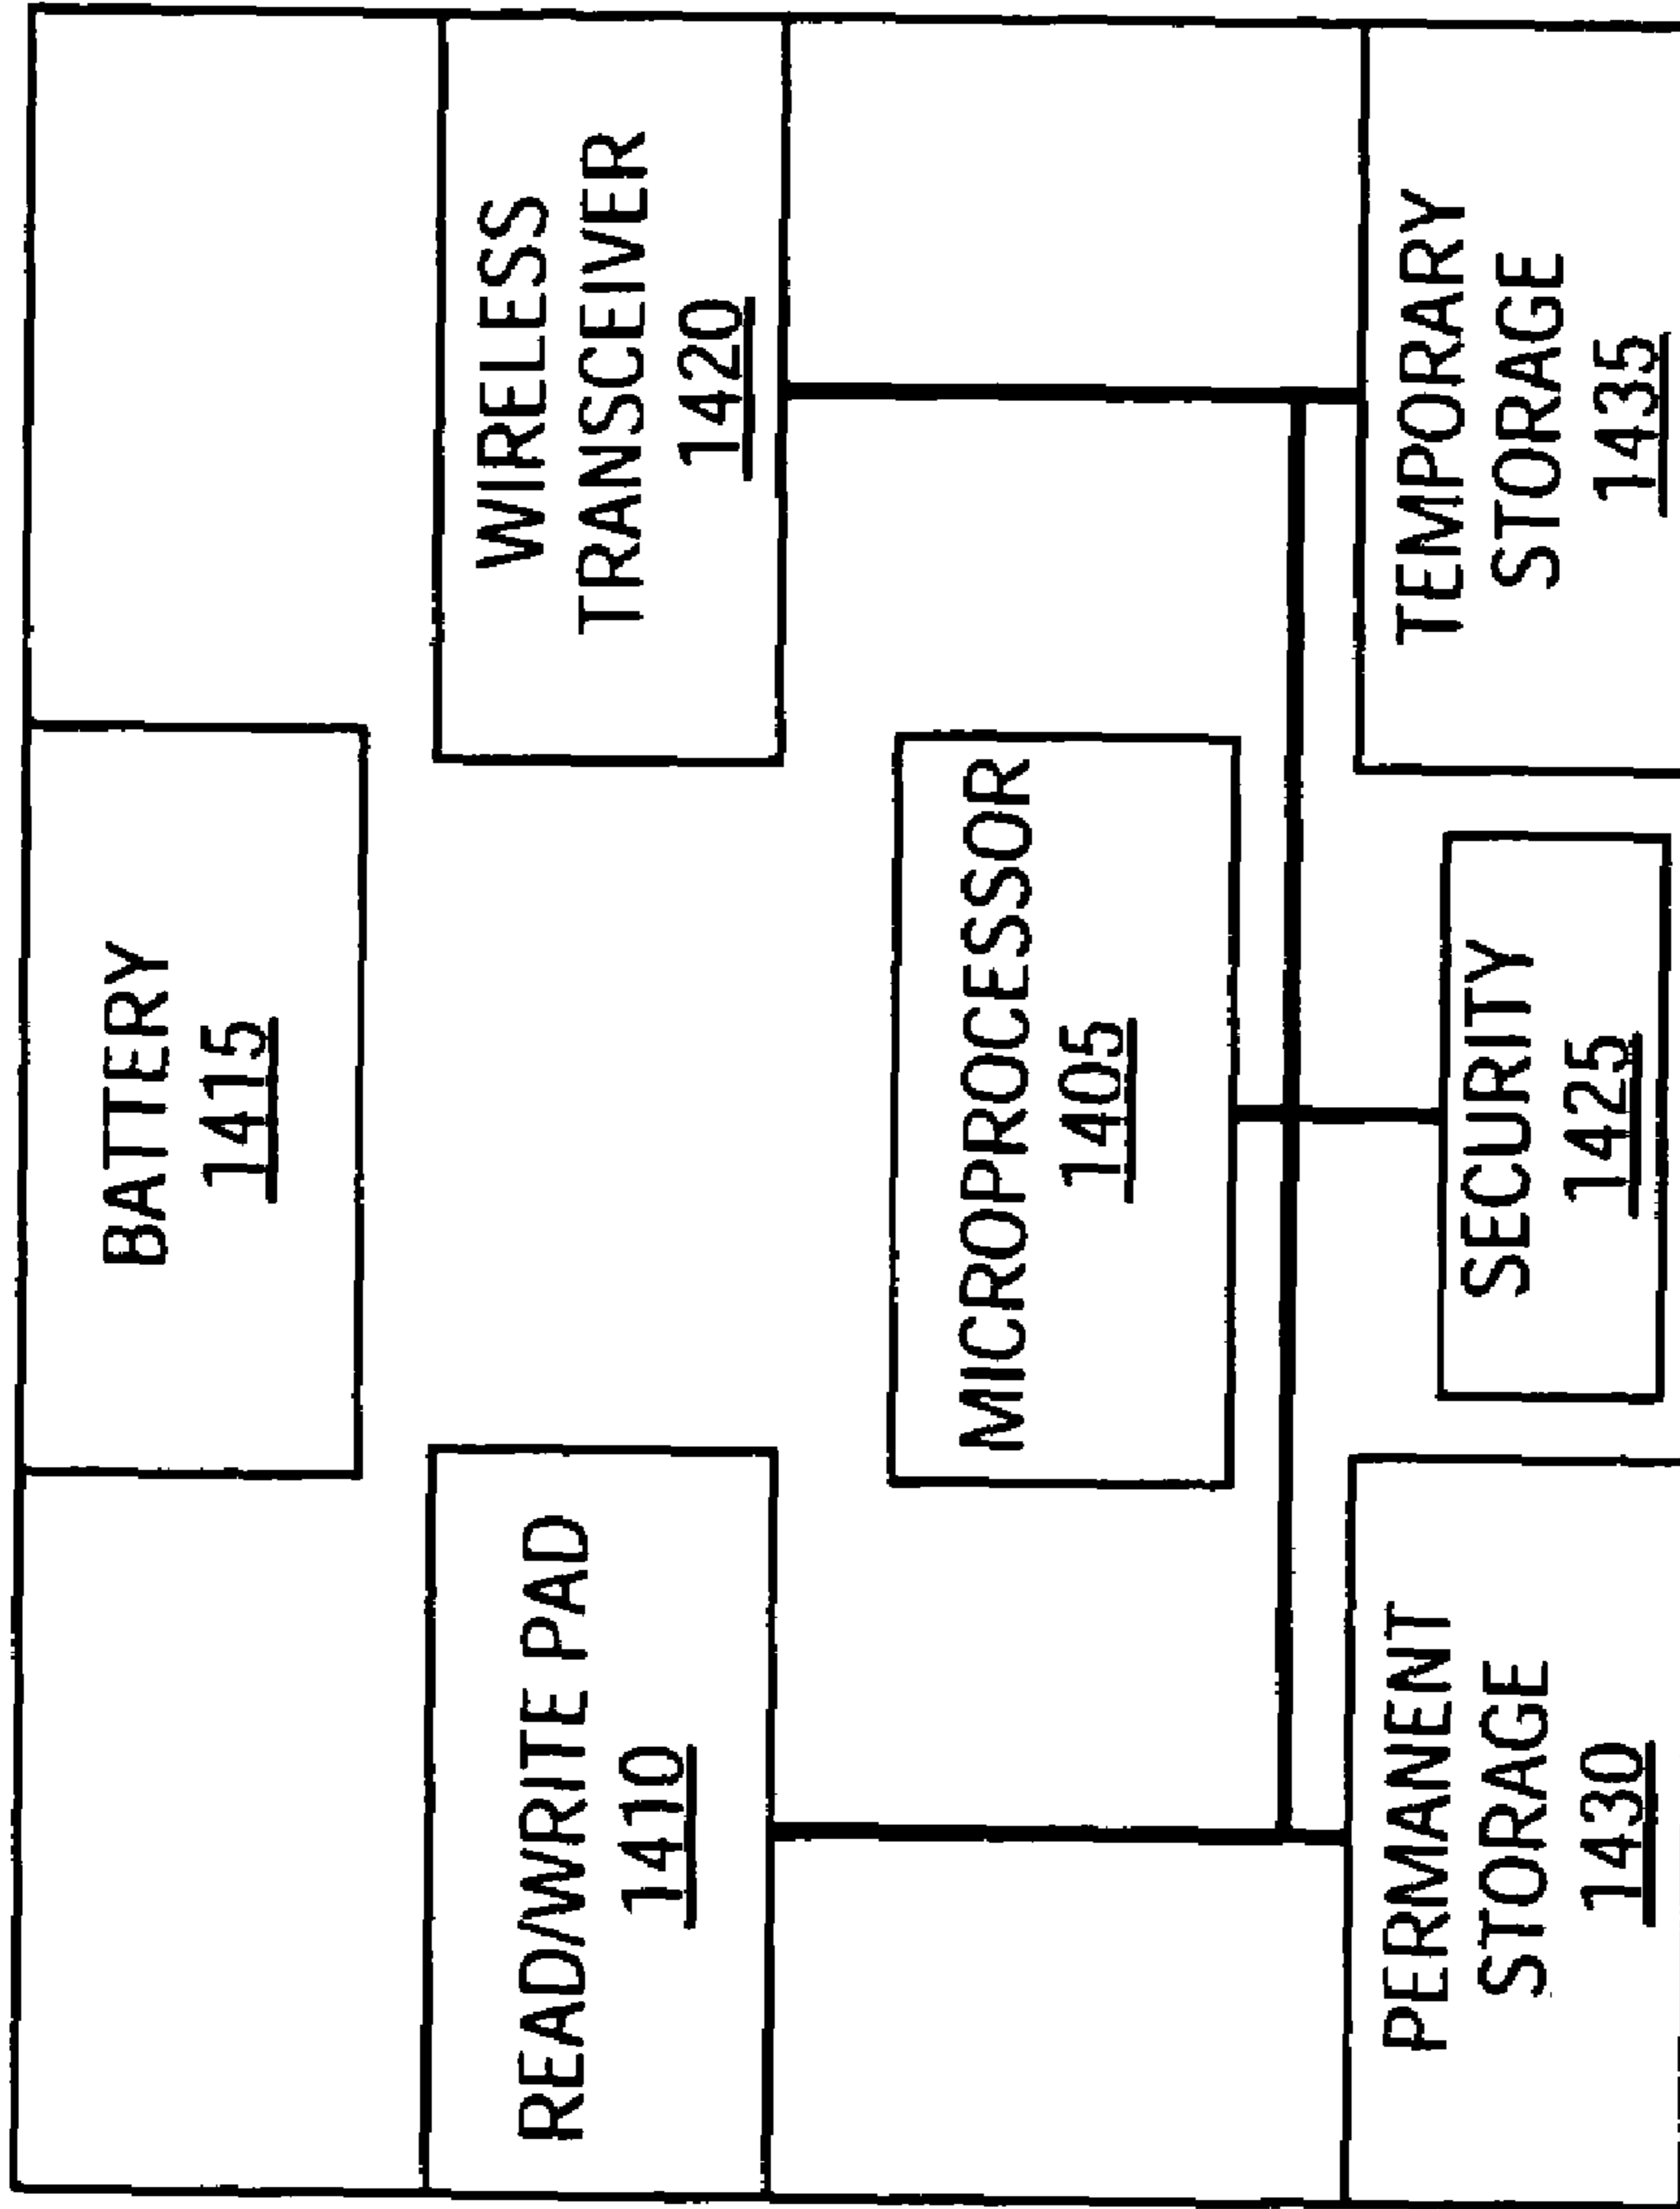 BATTERY
1415
READ/WRITE PAD
1410
WIRELESS
TRANSCEIVER
1420
MICROPROCESSOR
1405
PERMANENT
STORAGE
1430
SECURITY
1425
TEMPORARY
STORAGE
1435